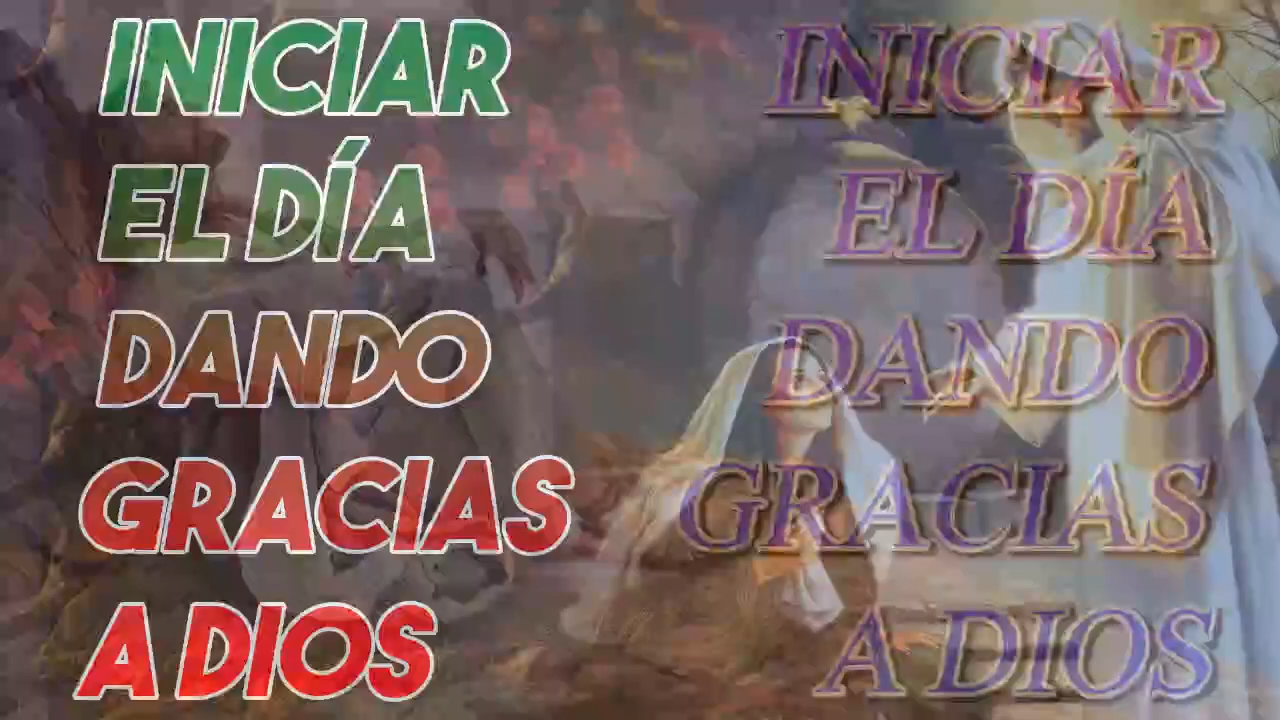 INICIAR
EL DÍA
DANDO
GRACIAS
A DIOS
INICIAR
EL DÍA
DANDO
GRACIAS
A DIOS